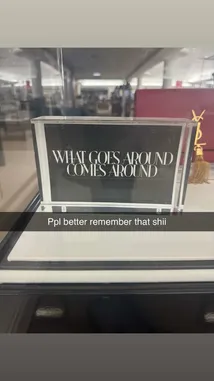 WHAT GOES AROUND
COMES AROUND
Ppl better remember that shii